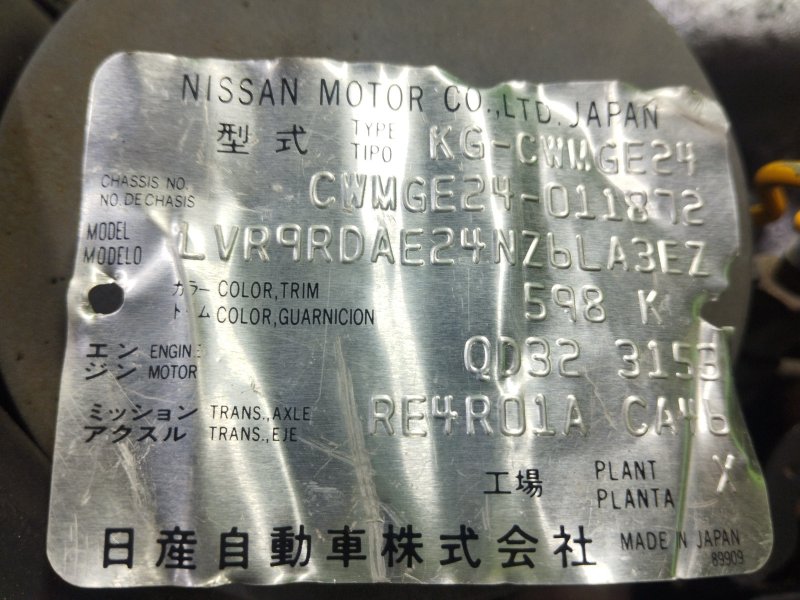 NISSAN MOTOR CO.,LTD. JAPAN
型式 TYPE TIPO KG-CWMGE24
CHASSIS NO. NO. DE CHASIS CWMGE24-011872
MODEL MODELO LVR9RDAE24NZ6LA3EZ
カラー COLOR,TRIM 598 K
トリム COLOR,GUARNICION
エンジン ENGINE MOTOR QD32 3153
ミッション TRANS.,AXLE RE4R01A CA46
アクスル TRANS.,EJE
工場 PLANT PLANTA X
日産自動車株式会社 MADE IN JAPAN
89909